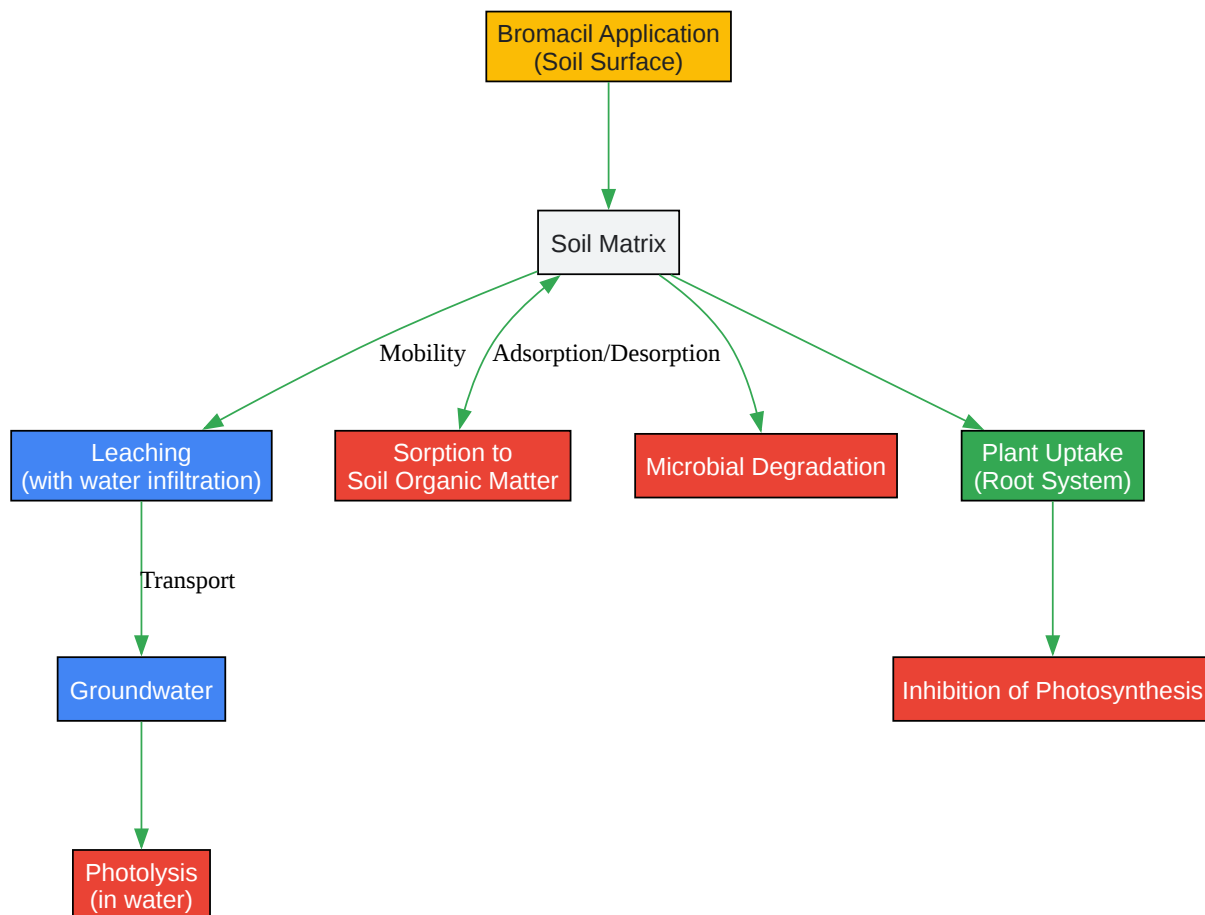 Bromacil Application
(Soil Surface)
Soil Matrix
Mobility
Adsorption/Desorption
Leaching
(with water infiltration)
Sorption to
Soil Organic Matter
Microbial Degradation
Plant Uptake
(Root System)
Transport
Groundwater
Inhibition of Photosynthesis
Photolysis
(in water)